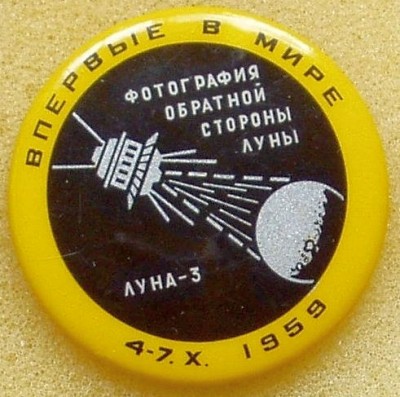 ВПЕРВЫЕ В МИРЕ
ФОТОГРАФИЯ
ОБРАТНОЙ
СТОРОНЫ
ЛУНЫ
ЛУНА-3
4-7. X. 1959